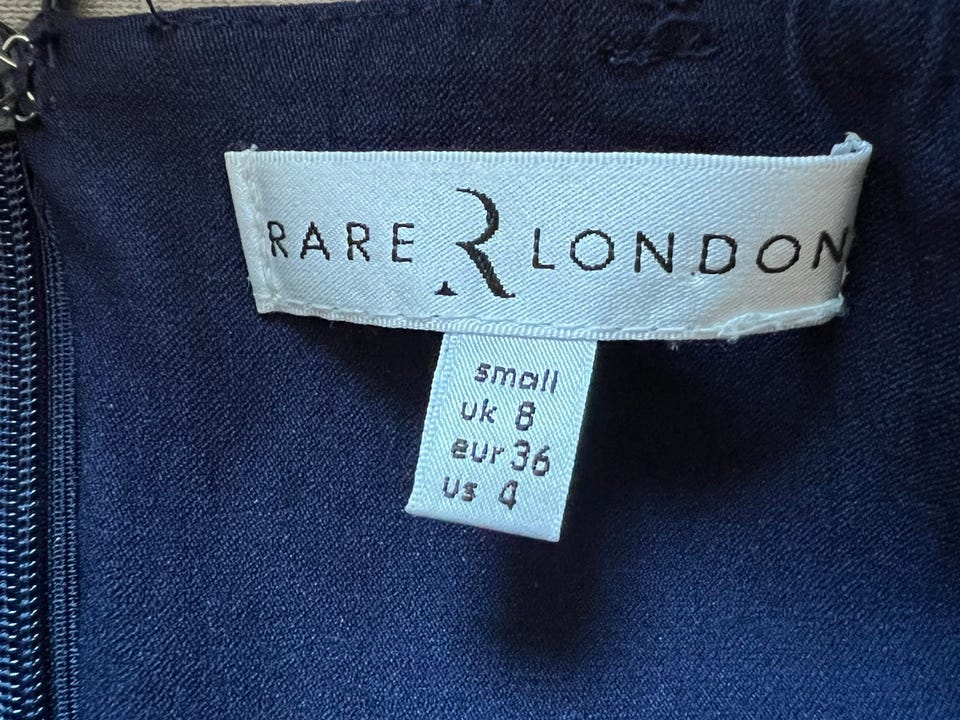 RARE R LONDON
small
uk 8
eur 36
us 4